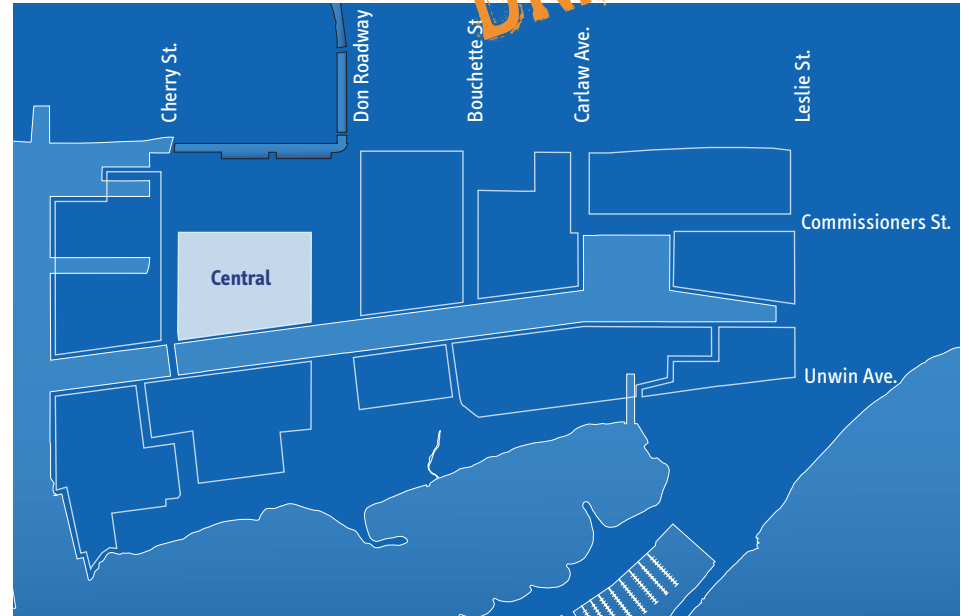 Cherry St.
Don Roadway
Bouchette St.
Carlaw Ave.
Leslie St.
Commissioners St.
Central
Unwin Ave.